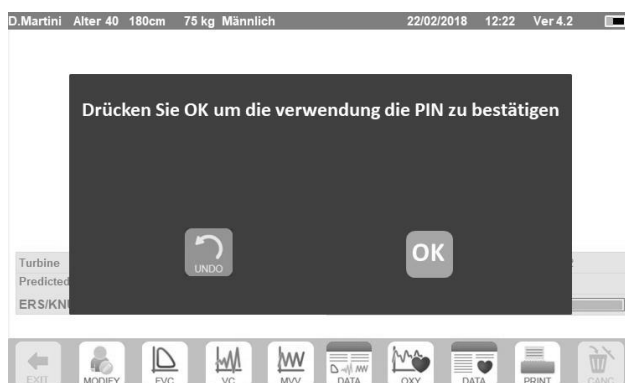 D.Martini Alter 40 180cm 75 kg Männlich 22/02/2018 12:22 Ver 4.2
Drücken Sie OK um die verwendung die PIN zu bestätigen
UNDO OK
Turbine
Predicted
ERS/KN
EXIT MODIFY FVC VC MVV DATA OXY DATA PRINT CANC